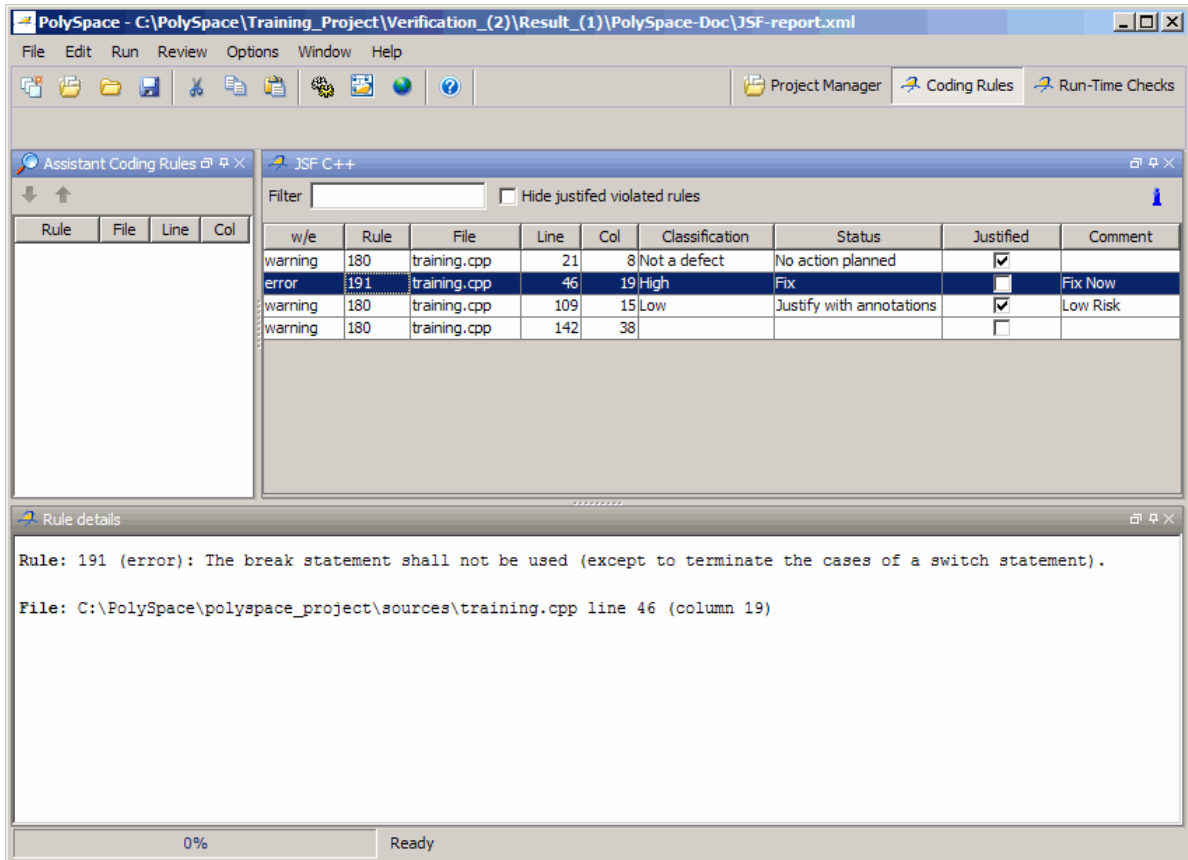 PolySpace - C:\PolySpace\Training_Project\Verification_(2)\Result_(1)\PolySpace-Doc\JSF-report.xml
File Edit Run Review Options Window Help
Project Manager Coding Rules Run-Time Checks
Assistant Coding Rules
Rule File Line Col
JSF C++
Filter Hide justifed violated rules
w/e Rule File Line Col Classification Status Justified Comment
warning 180 training.cpp 21 8 Not a defect No action planned
error 191 training.cpp 46 19 High Fix Fix Now
warning 180 training.cpp 109 15 Low Justify with annotations Low Risk
warning 180 training.cpp 142 38
Rule details
Rule: 191 (error): The break statement shall not be used (except to terminate the cases of a switch statement).
File: C:\PolySpace\polyspace_project\sources\training.cpp line 46 (column 19)
0% Ready